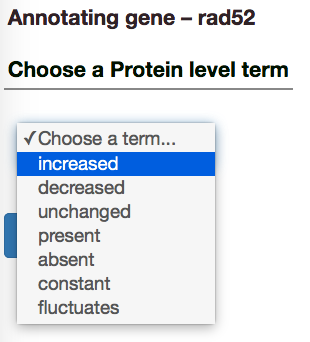 Annotating gene – rad52
Choose a Protein level term
✓Choose a term...
increased
decreased
unchanged
present
absent
constant
fluctuates